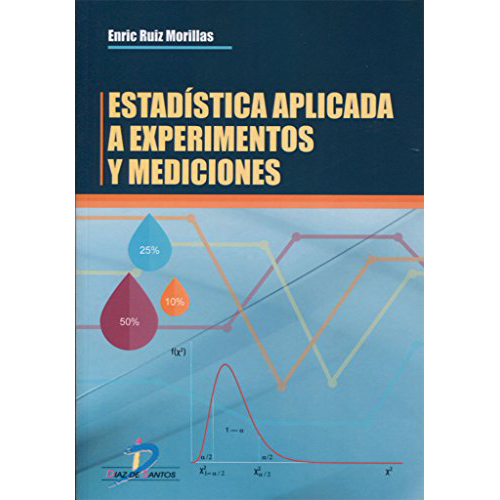 Enric Ruiz Morillas
ESTADÍSTICA APLICADA
A EXPERIMENTOS
Y MEDICIONES
25%
10%
50%
f(χ²)
1-α
α/2 α/2
χ²₁₋α/₂ χ²α/₂ χ²
DIAZ DE SANTOS